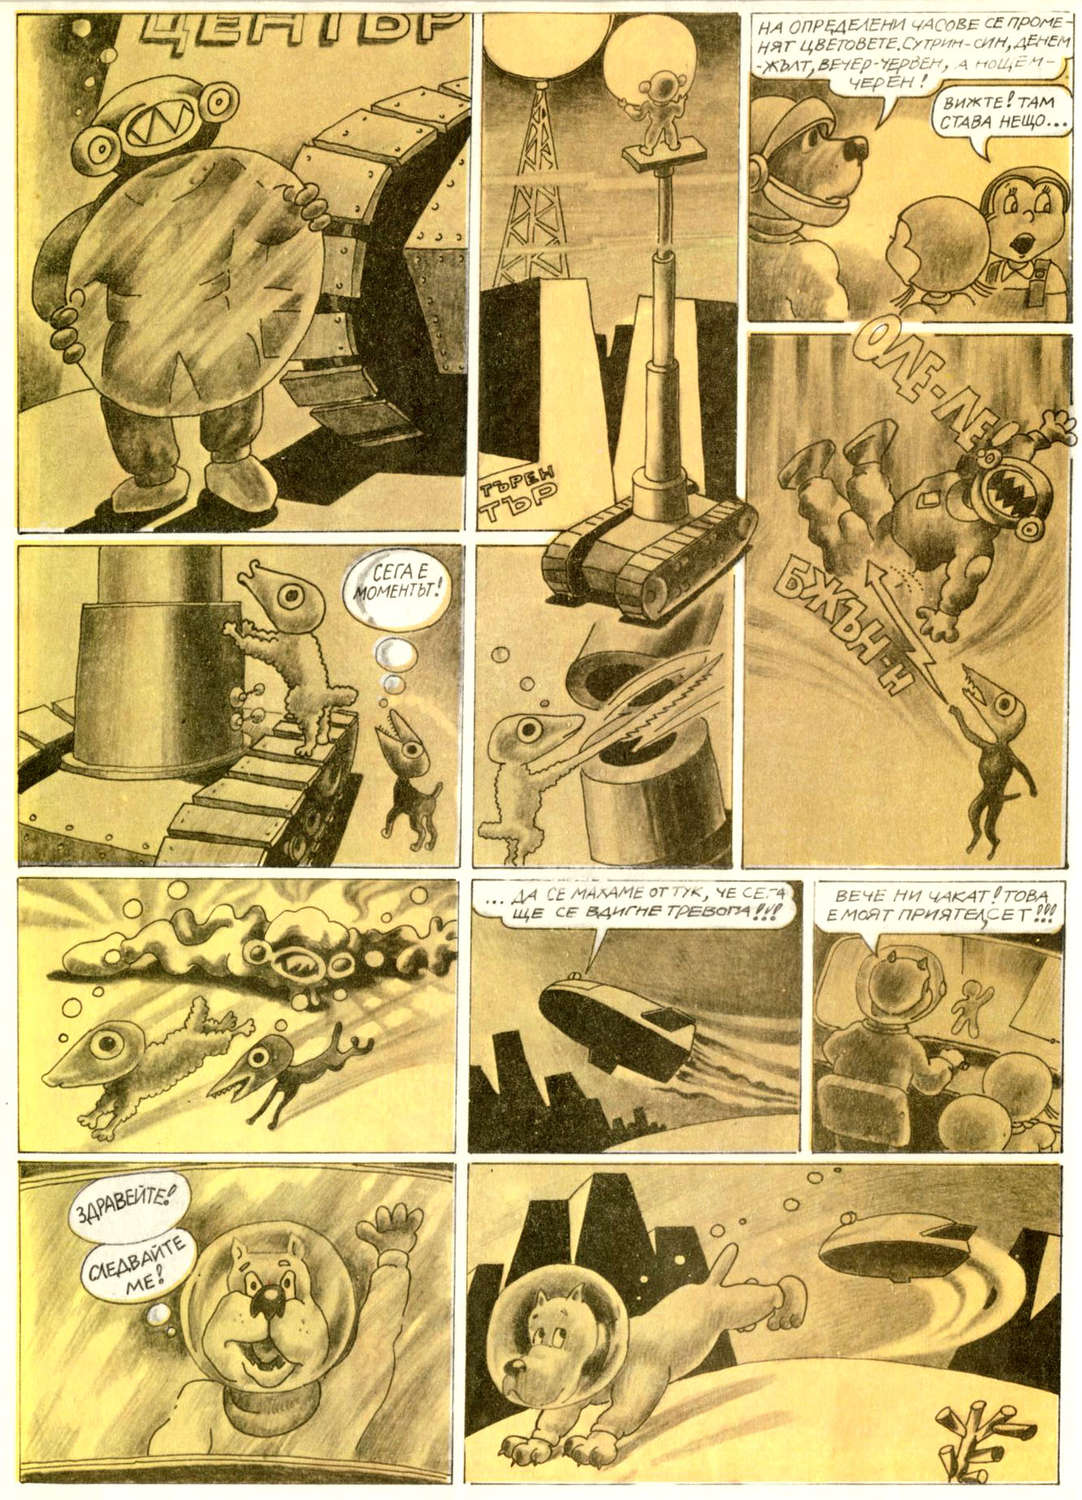 ЦЕНТЪР
НА ОПРЕДЕЛЕНИ ЧАСОВЕ СЕ ПРОМЕ-
НЯТ ЦВЕТОВЕТЕ. СУТРИН-СИН, ДЕНЕМ
-ЖЪЛТ, ВЕЧЕР-ЧЕРВЕН, А НОЩЕМ-
ЧЕРЕН!
ВИЖТЕ! ТАМ
СТАВА НЕЩО...
ТЪРЕН
ТЪР
ОЛЕ-ЛЕ!
БЖЪН-Н
СЕГА Е
МОМЕНТЪТ!
... ДА СЕ МАХАМЕ ОТ ТУК, ЧЕ СЕГА
ЩЕ СЕ ВДИГНЕ ТРЕВОГА!!!
ВЕЧЕ НИ ЧАКАТ! ТОВА
Е МОЯТ ПРИЯТЕЛ СЕТ!!!
ЗДРАВЕЙТЕ!
СЛЕДВАЙТЕ
МЕ!